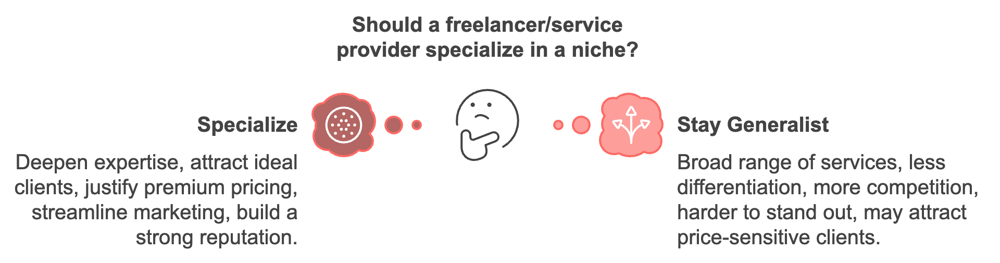 Should a freelancer/service
provider specialize in a niche?
Specialize
Deepen expertise, attract ideal
clients, justify premium pricing,
streamline marketing, build a
strong reputation.
Stay Generalist
Broad range of services, less
differentiation, more competition,
harder to stand out, may attract
price-sensitive clients.